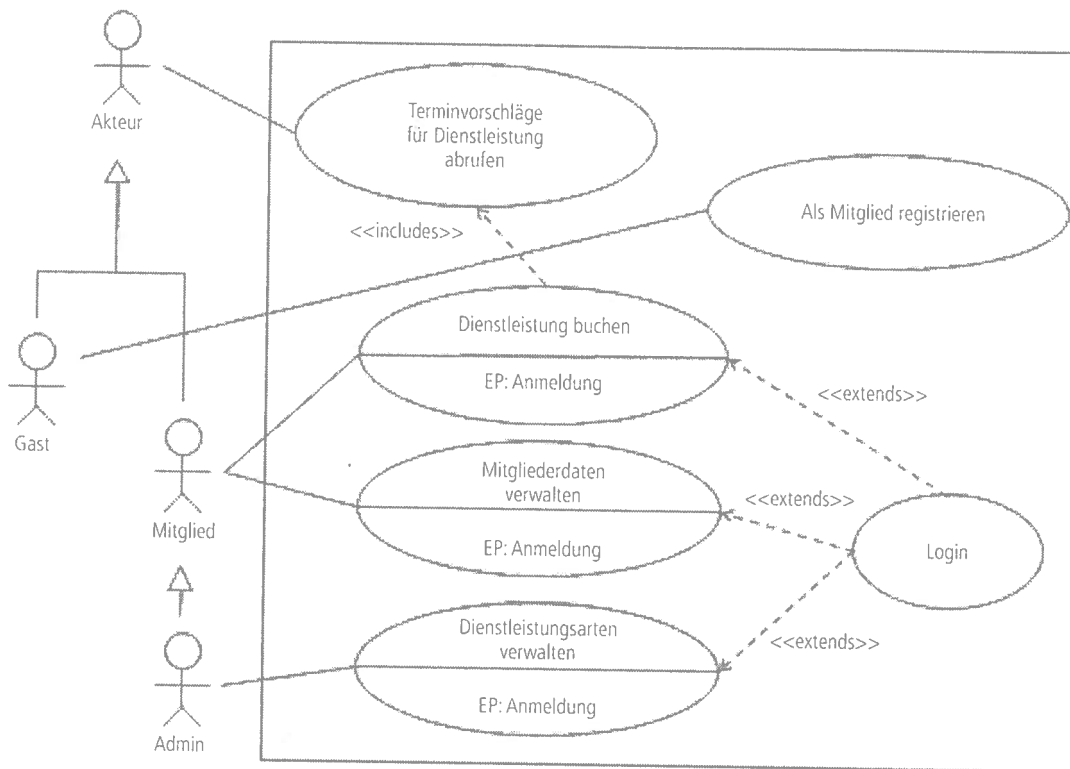 Akteur
Terminvorschläge
für Dienstleistung
abrufen
Als Mitglied registrieren
<<includes>>
Dienstleistung buchen
EP: Anmeldung
<<extends>>
Gast
Mitgliederdaten
verwalten
<<extends>>
EP: Anmeldung
Mitglied
Login
Dienstleistungsarten
verwalten
<<extends>>
EP: Anmeldung
Admin